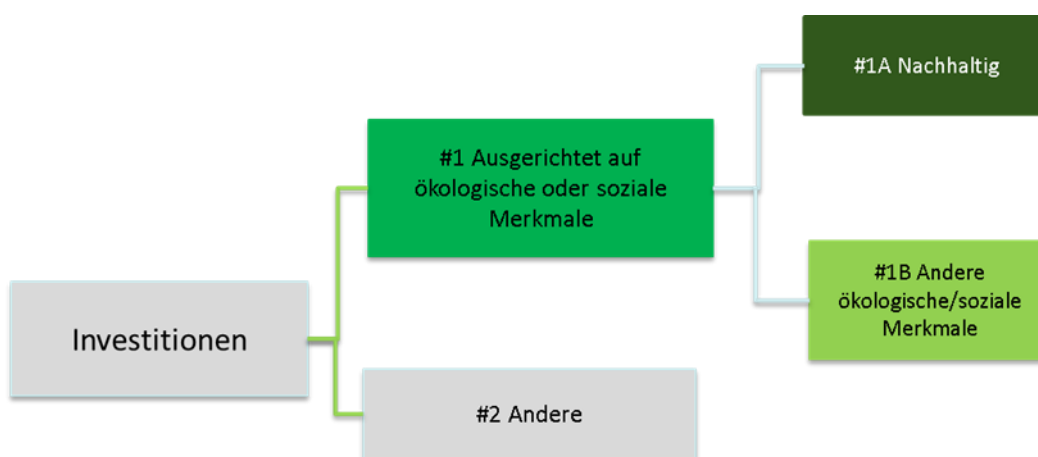 #1A Nachhaltig
#1 Ausgerichtet auf
ökologische oder soziale
Merkmale
#1B Andere
ökologische/soziale
Merkmale
Investitionen
#2 Andere